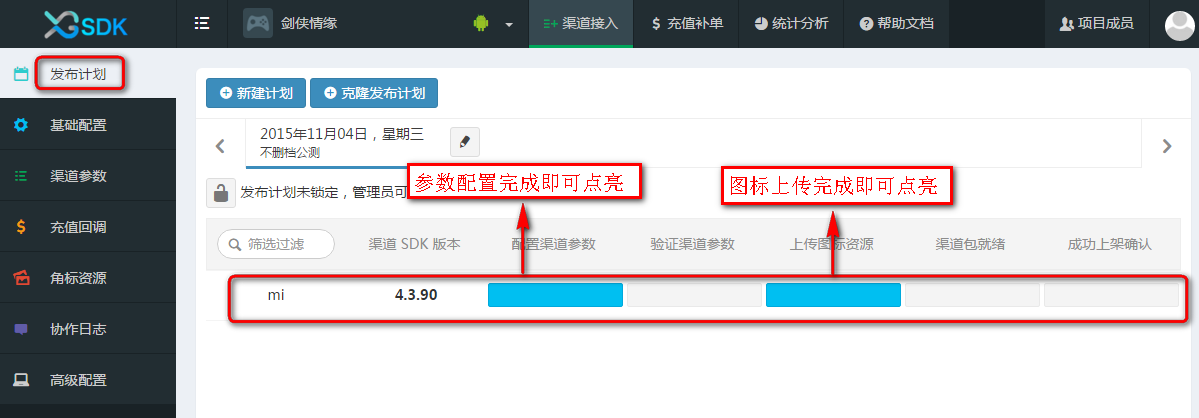 XGSDK
剑侠情缘
渠道接入
充值补单
统计分析
帮助文档
项目成员
发布计划
基础配置
渠道参数
充值回调
角标资源
协作日志
高级配置
新建计划
克隆发布计划
2015年11月04日，星期三
不删档公测
发布计划未锁定，管理员可
参数配置完成即可点亮
图标上传完成即可点亮
筛选过滤
渠道 SDK 版本
配置渠道参数
验证渠道参数
上传图标资源
渠道包就绪
成功上架确认
mi
4.3.90